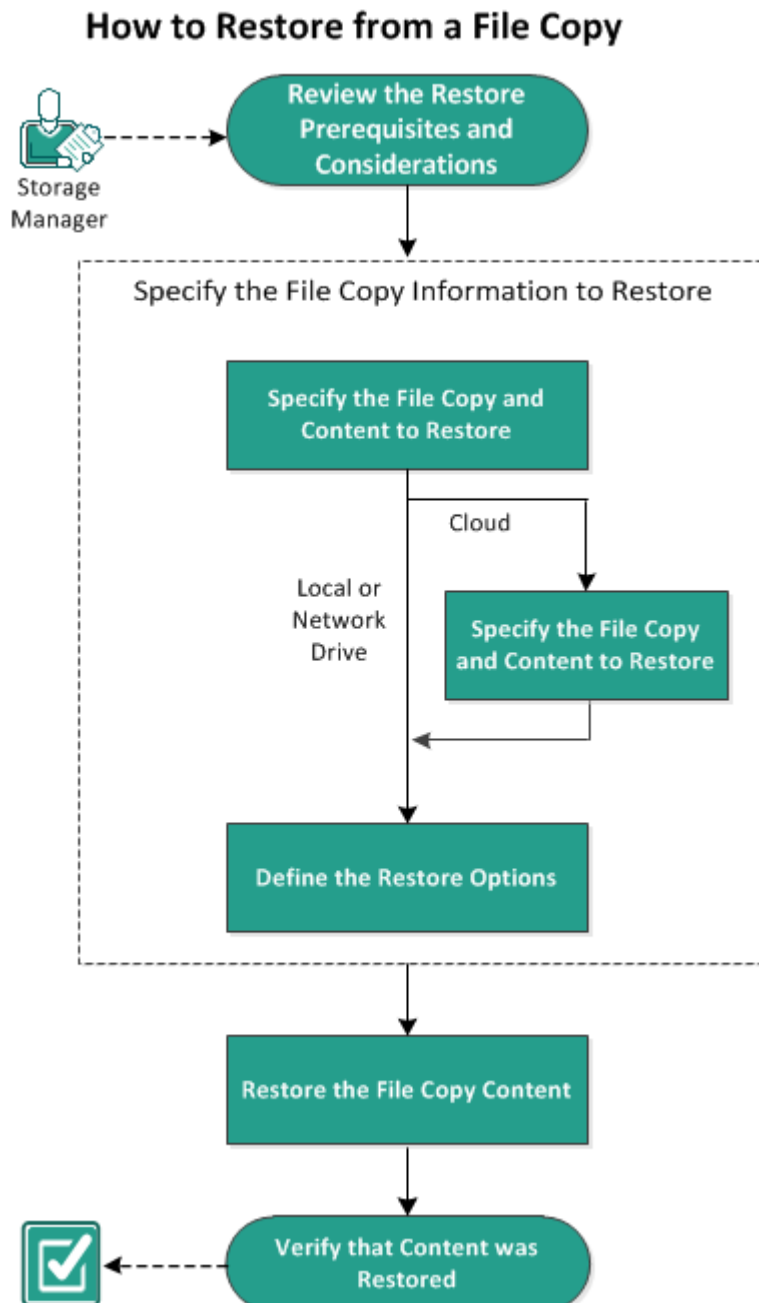 How to Restore from a File Copy
Review the Restore
Prerequisites and
Considerations
Storage
Manager
Specify the File Copy Information to Restore
Specify the File Copy and
Content to Restore
Cloud
Local or
Network
Drive
Specify the File Copy
and Content to Restore
Define the Restore Options
Restore the File Copy Content
Verify that Content was
Restored